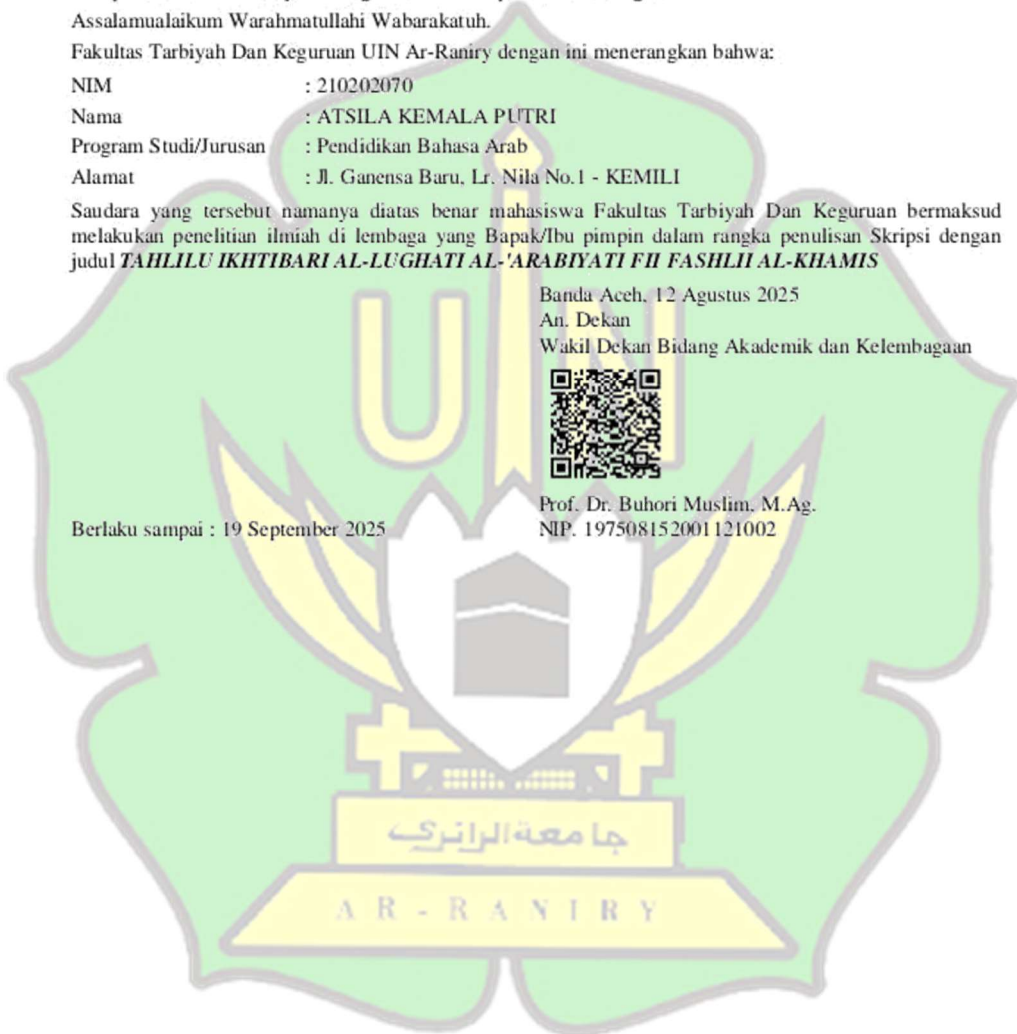 Assalamualaikum Warahmatullahi Wabarakatuh.
Fakultas Tarbiyah Dan Keguruan UIN Ar-Raniry dengan ini menerangkan bahwa:
NIM : 210202070
Nama : ATSILA KEMALA PUTRI
Program Studi/Jurusan : Pendidikan Bahasa Arab
Alamat : Jl. Ganensa Baru, Lr. Nila No.1 - KEMILI
Saudara yang tersebut namanya diatas benar mahasiswa Fakultas Tarbiyah Dan Keguruan bermaksud
melakukan penelitian ilmiah di lembaga yang Bapak/Ibu pimpin dalam rangka penulisan Skripsi dengan
judul TAHLILU IKHTIBARI AL-LUGHATI AL-'ARABIYATI FII FASHLII AL-KHAMIS
Banda Aceh, 12 Agustus 2025
An. Dekan
Wakil Dekan Bidang Akademik dan Kelembagaan
UIN
Prof. Dr. Buhori Muslim, M.Ag.
Berlaku sampai : 19 September 2025 NIP. 197508152001121002
جامعة الرانري
AR-RANIRY